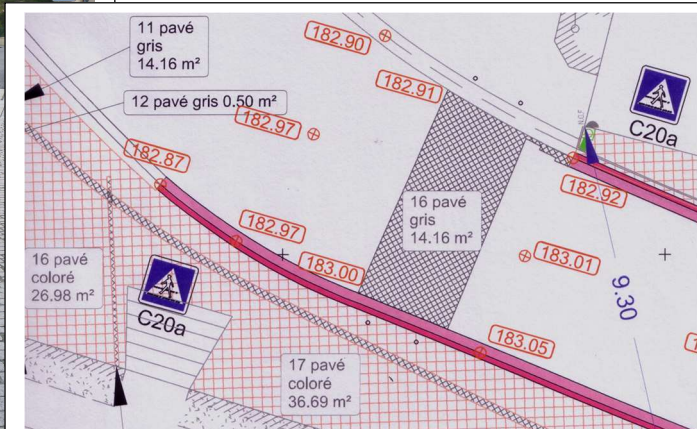 11 pavé
gris
14.16 m²
182.90
182.91
12 pavé gris 0.50 m²
182.97
C20a
182.87
182.92
16 pavé
gris
14.16 m²
182.97
183.00
183.01
16 pavé
coloré
26.98 m²
9.30
C20a
183.05
17 pavé
coloré
36.69 m²